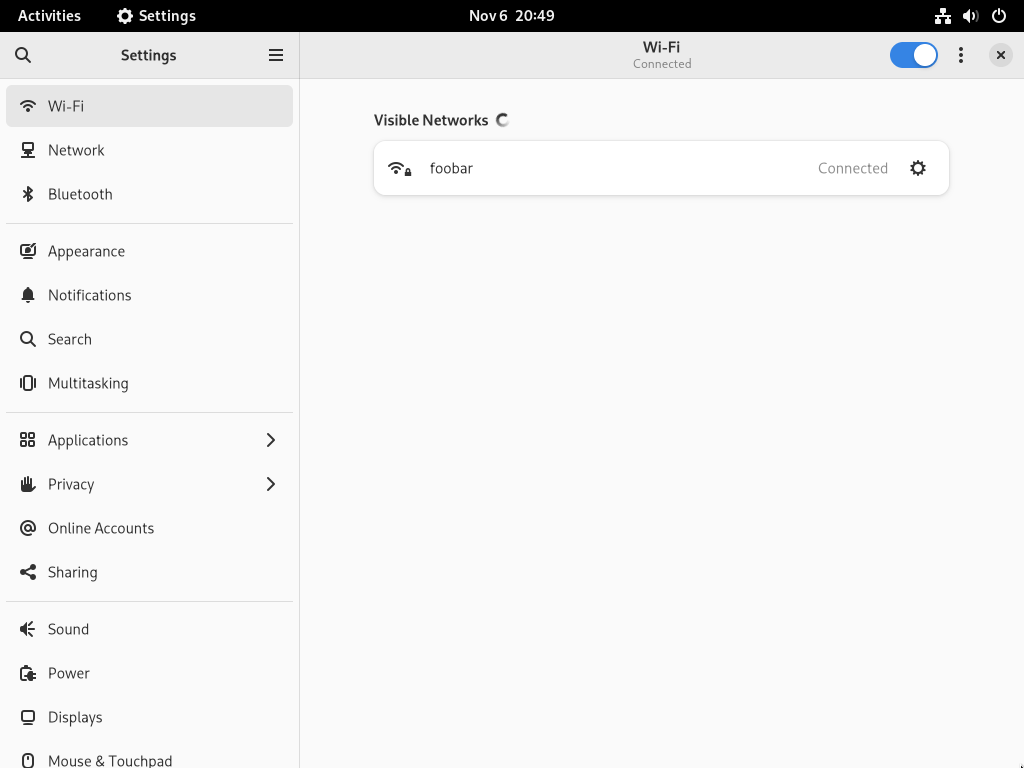 Activities Settings Nov 6 20:49
Settings
Wi-Fi
Connected
Wi-Fi
Network
Bluetooth
Appearance
Notifications
Search
Multitasking
Applications
Privacy
Online Accounts
Sharing
Sound
Power
Displays
Mouse & Touchpad
Visible Networks
foobar Connected